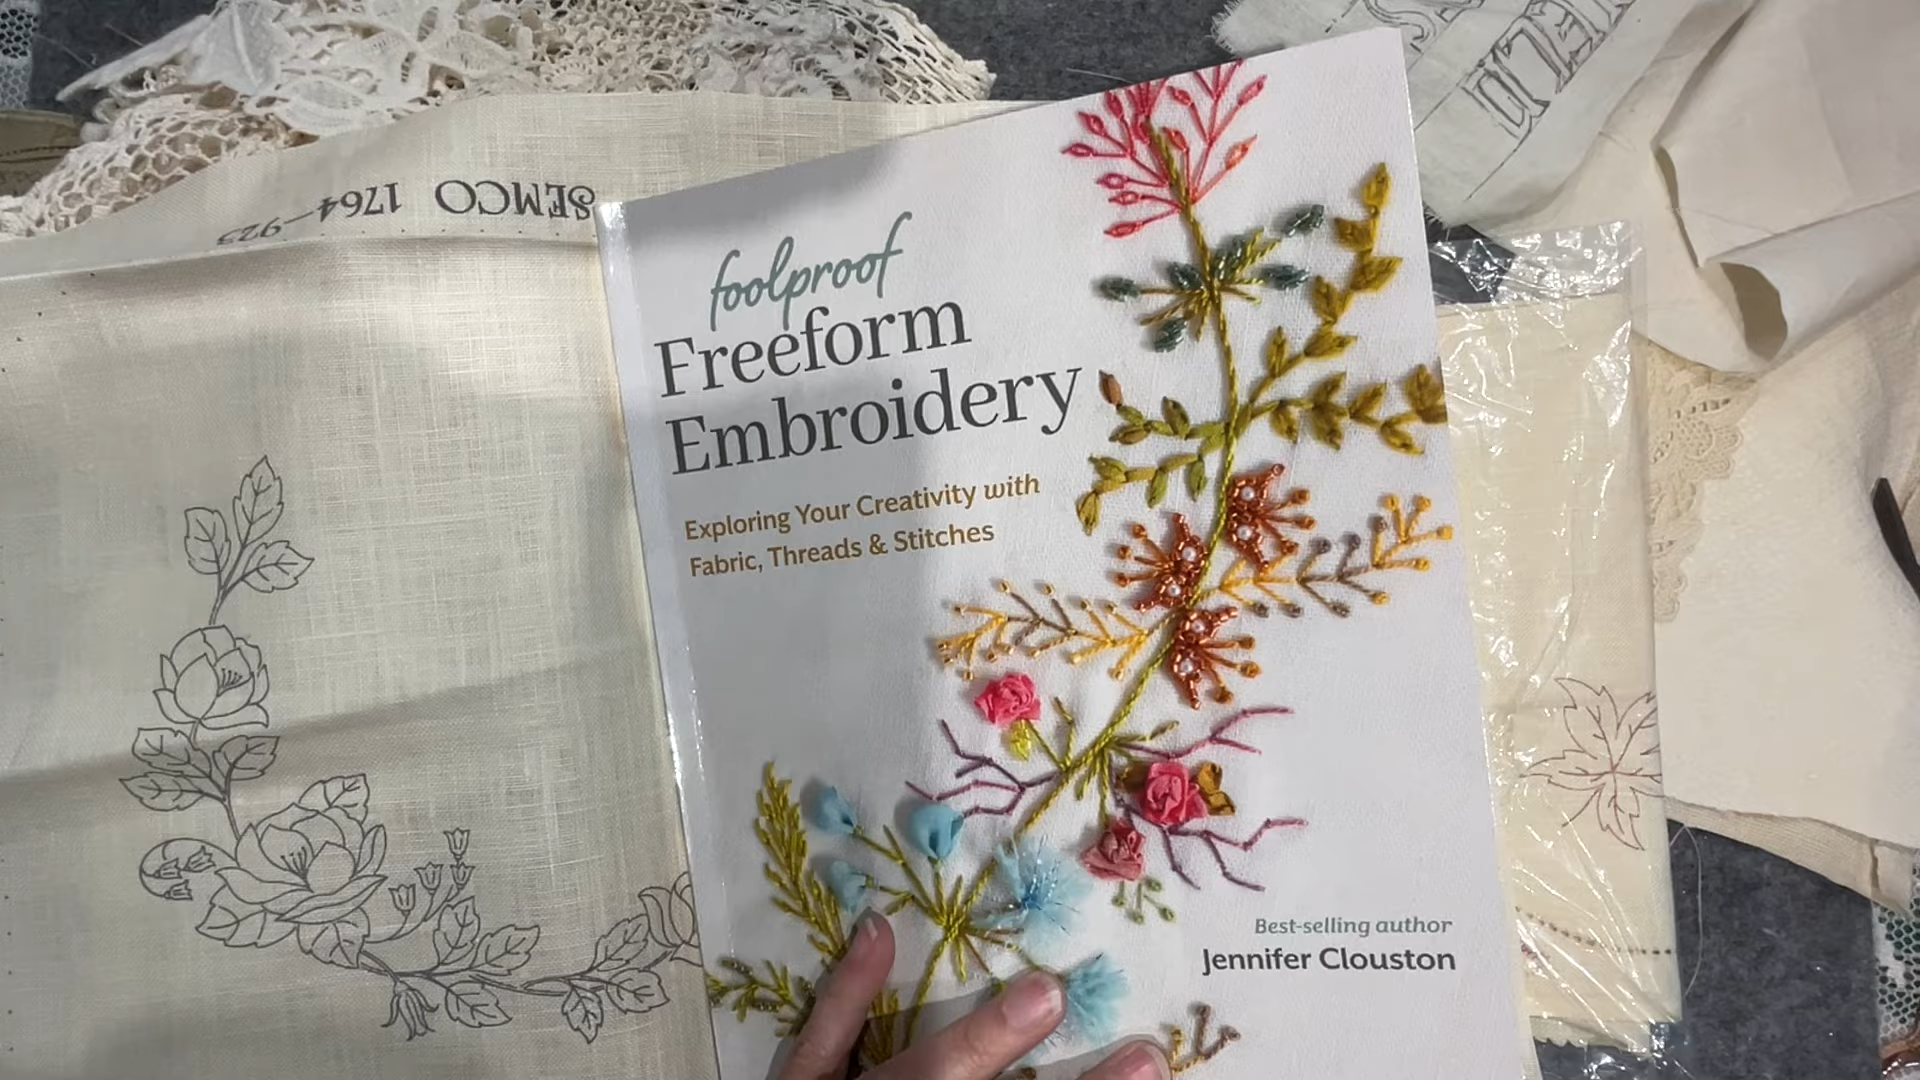 SEMCO 1764-923
foolproof
Freeform
Embroidery
Exploring Your Creativity with
Fabric, Threads & Stitches
Best-selling author
Jennifer Clouston